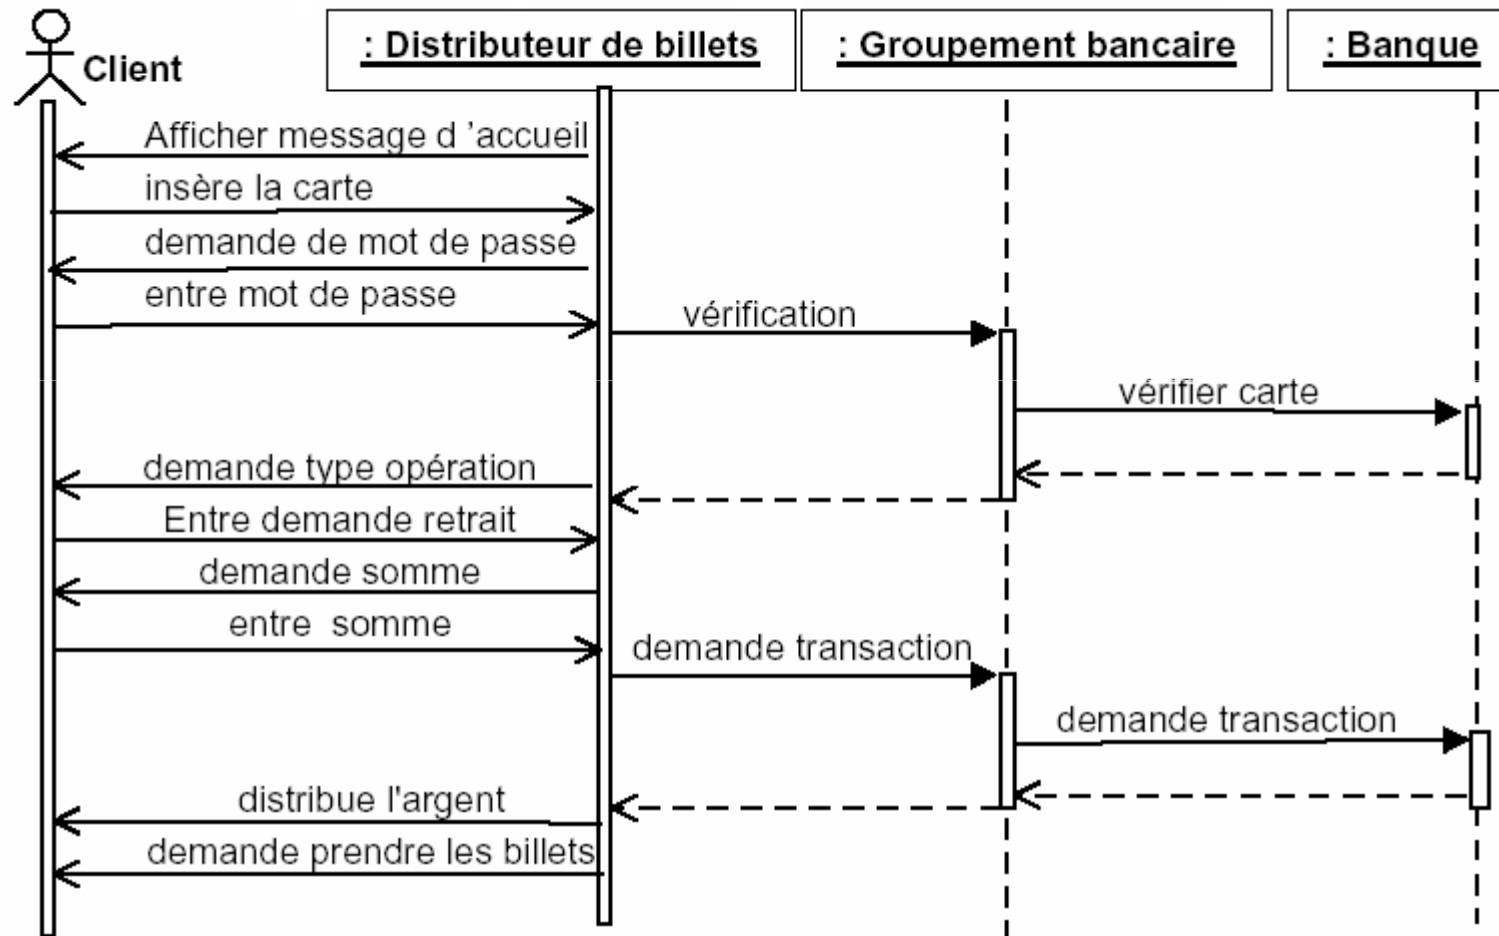 Client
: Distributeur de billets
: Groupement bancaire
: Banque
Afficher message d ’accueil
insère la carte
demande de mot de passe
entre mot de passe
vérification
vérifier carte
demande type opération
Entre demande retrait
demande somme
entre somme
demande transaction
demande transaction
distribue l'argent
demande prendre les billets